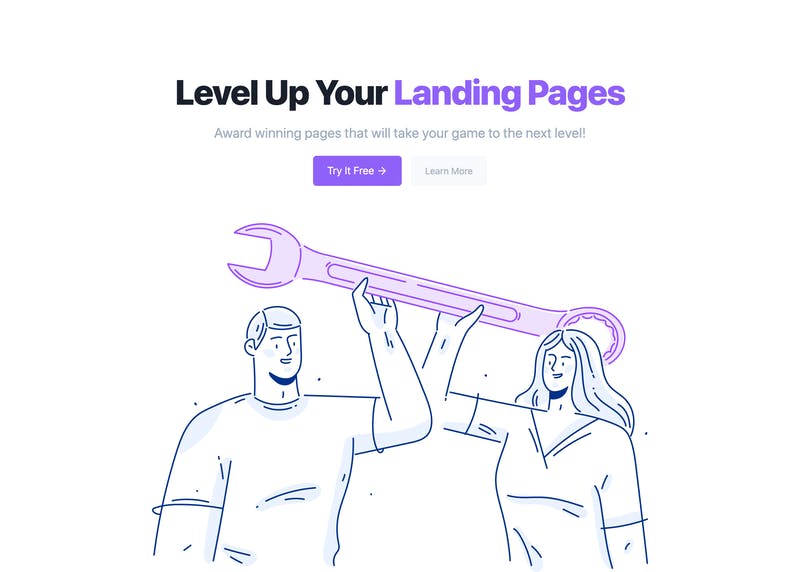 Level Up Your Landing Pages
Award winning pages that will take your game to the next level!
Try It Free →
Learn More